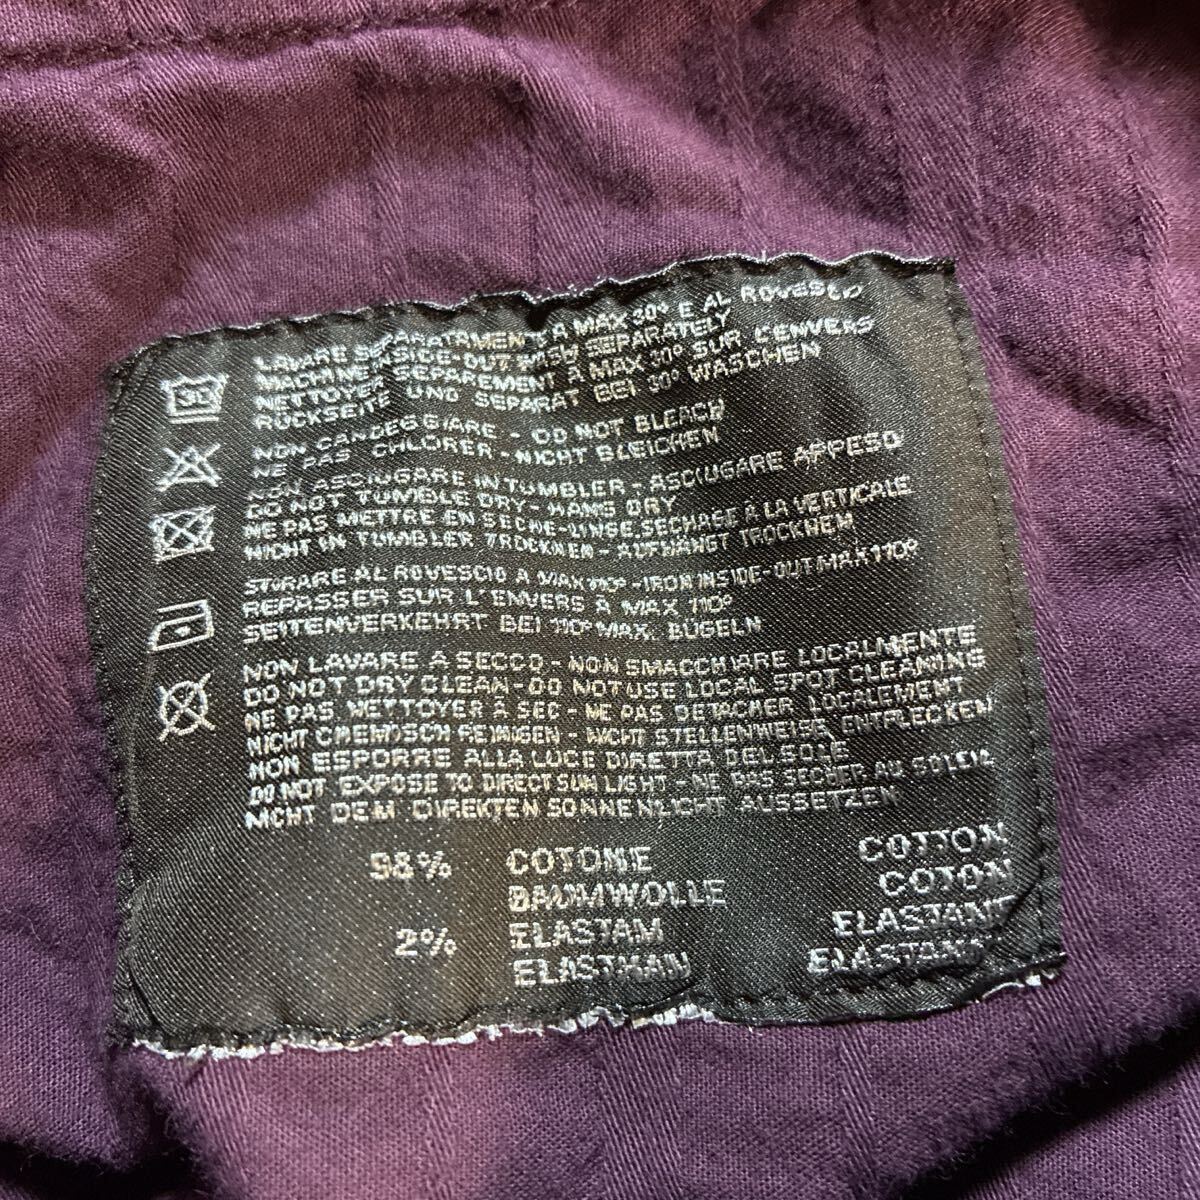 LAVARE SEPARATAMENTE A MAX 30° E AL ROVESCO
MACHINE INSIDE-OUT WASH SEPARATELY
NETTOYER SEPAREMENT À MAX 30° SUR L'ENVERS
RÜCKSEITE UND SEPARAT BEI 30° WASCHEN
NON CANDEGGIARE - DO NOT BLEACH
NE PAS CHLORER - NICHT BLEICHEN
NON ASCIUGARE IN TUMBLER - ASCIUGARE APPESO
DO NOT TUMBLE DRY - HANG DRY
NE PAS METTRE EN SECHE-LINGE, SECHAGE À LA VERTICALE
NICHT IN TUMBLER TROCKNEN - AUFHÄNGT TROCKNEN
STIRARE AL ROVESCIO A MAX 110° - IRON INSIDE-OUT MAX 110°
REPASSER SUR L'ENVERS À MAX 110°
SEITENVERKEHRT BEI 110° MAX. BÜGELN
NON LAVARE A SECCO - NON SMACCHIARE LOCALMENTE
DO NOT DRY CLEAN - DO NOT USE LOCAL SPOT CLEANING
NE PAS NETTOYER À SEC - NE PAS DETACHER LOCALEMENT
NICHT CHEMISCH REINIGEN - NICHT STELLENWEISE ENTFLECKEN
NON ESPORRE ALLA LUCE DIRETTA DEL SOLE
DO NOT EXPOSE TO DIRECT SUN LIGHT - NE PAS SECHER AU SOLEIL
NICHT DEM DIREKTEN SONNENLICHT AUSSETZEN
98% COTONE COTTON
BAUMWOLLE COTON
2% ELASTAM ELASTANE
ELASTHAN ELASTANE